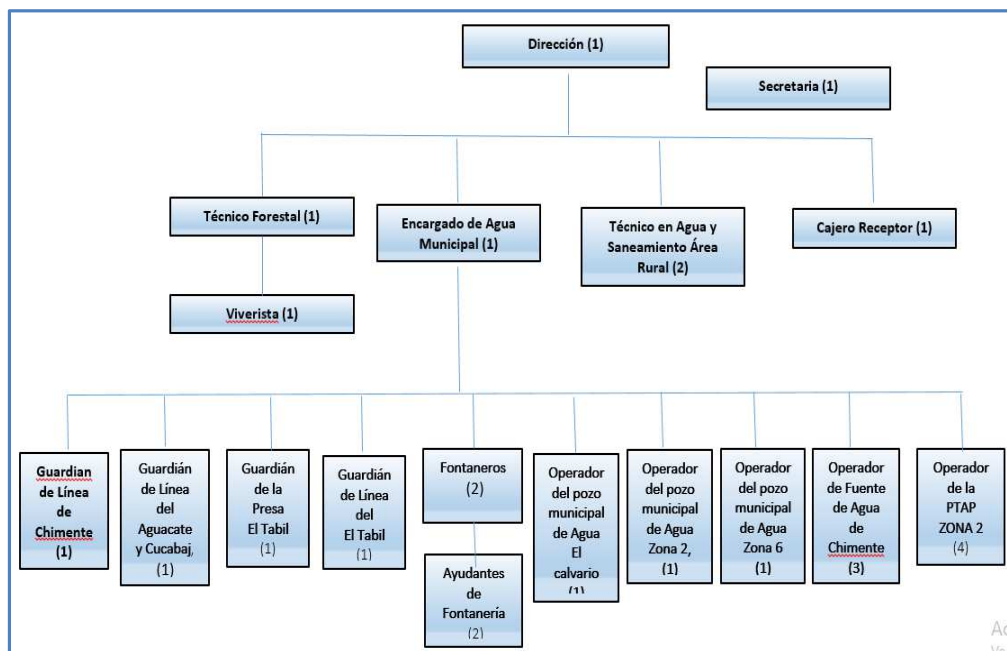 Dirección (1)
Secretaria (1)
Técnico Forestal (1)
Encargado de Agua
Municipal (1)
Técnico en Agua y
Saneamiento Área
Rural (2)
Cajero Receptor (1)
Viverista (1)
Guardian
de Línea
de
Chimente
(1)
Guardián
de Línea
del
Aguacate
y Cucabaj,
(1)
Guardián
de la
Presa
El Tabil
(1)
Guardián
de Línea
del
El Tabil
(1)
Fontaneros
(2)
Ayudantes
de
Fontanería
(2)
Operador
del pozo
municipal
de Agua
El
calvario
(1)
Operador
del pozo
municipal
de Agua
Zona 2,
(1)
Operador
del pozo
municipal
de Agua
Zona 6
(1)
Operador
de Fuente
de Agua
de
Chimente
(3)
Operador
de la
PTAP
ZONA 2
(4)